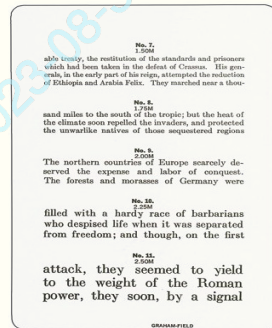 No. 7.
1.50M
able treaty, the restitution of the standards and prisoners
which had been taken in the defeat of Crassus. His gen-
erals, in the early part of his reign, attempted the reduction
of Ethiopia and Arabia Felix. They marched near a thou-
No. 8.
1.75M
sand miles to the south of the tropic; but the heat of
the climate soon repelled the invaders, and protected
the unwarlike natives of those sequestered regions
No. 9.
2.00M
The northern countries of Europe scarcely de-
served the expense and labor of conquest.
The forests and morasses of Germany were
No. 10.
2.25M
filled with a hardy race of barbarians
who despised life when it was separated
from freedom; and though, on the first
No. 11.
2.50M
attack, they seemed to yield
to the weight of the Roman
power, they soon, by a signal
GRAHAM-FIELD